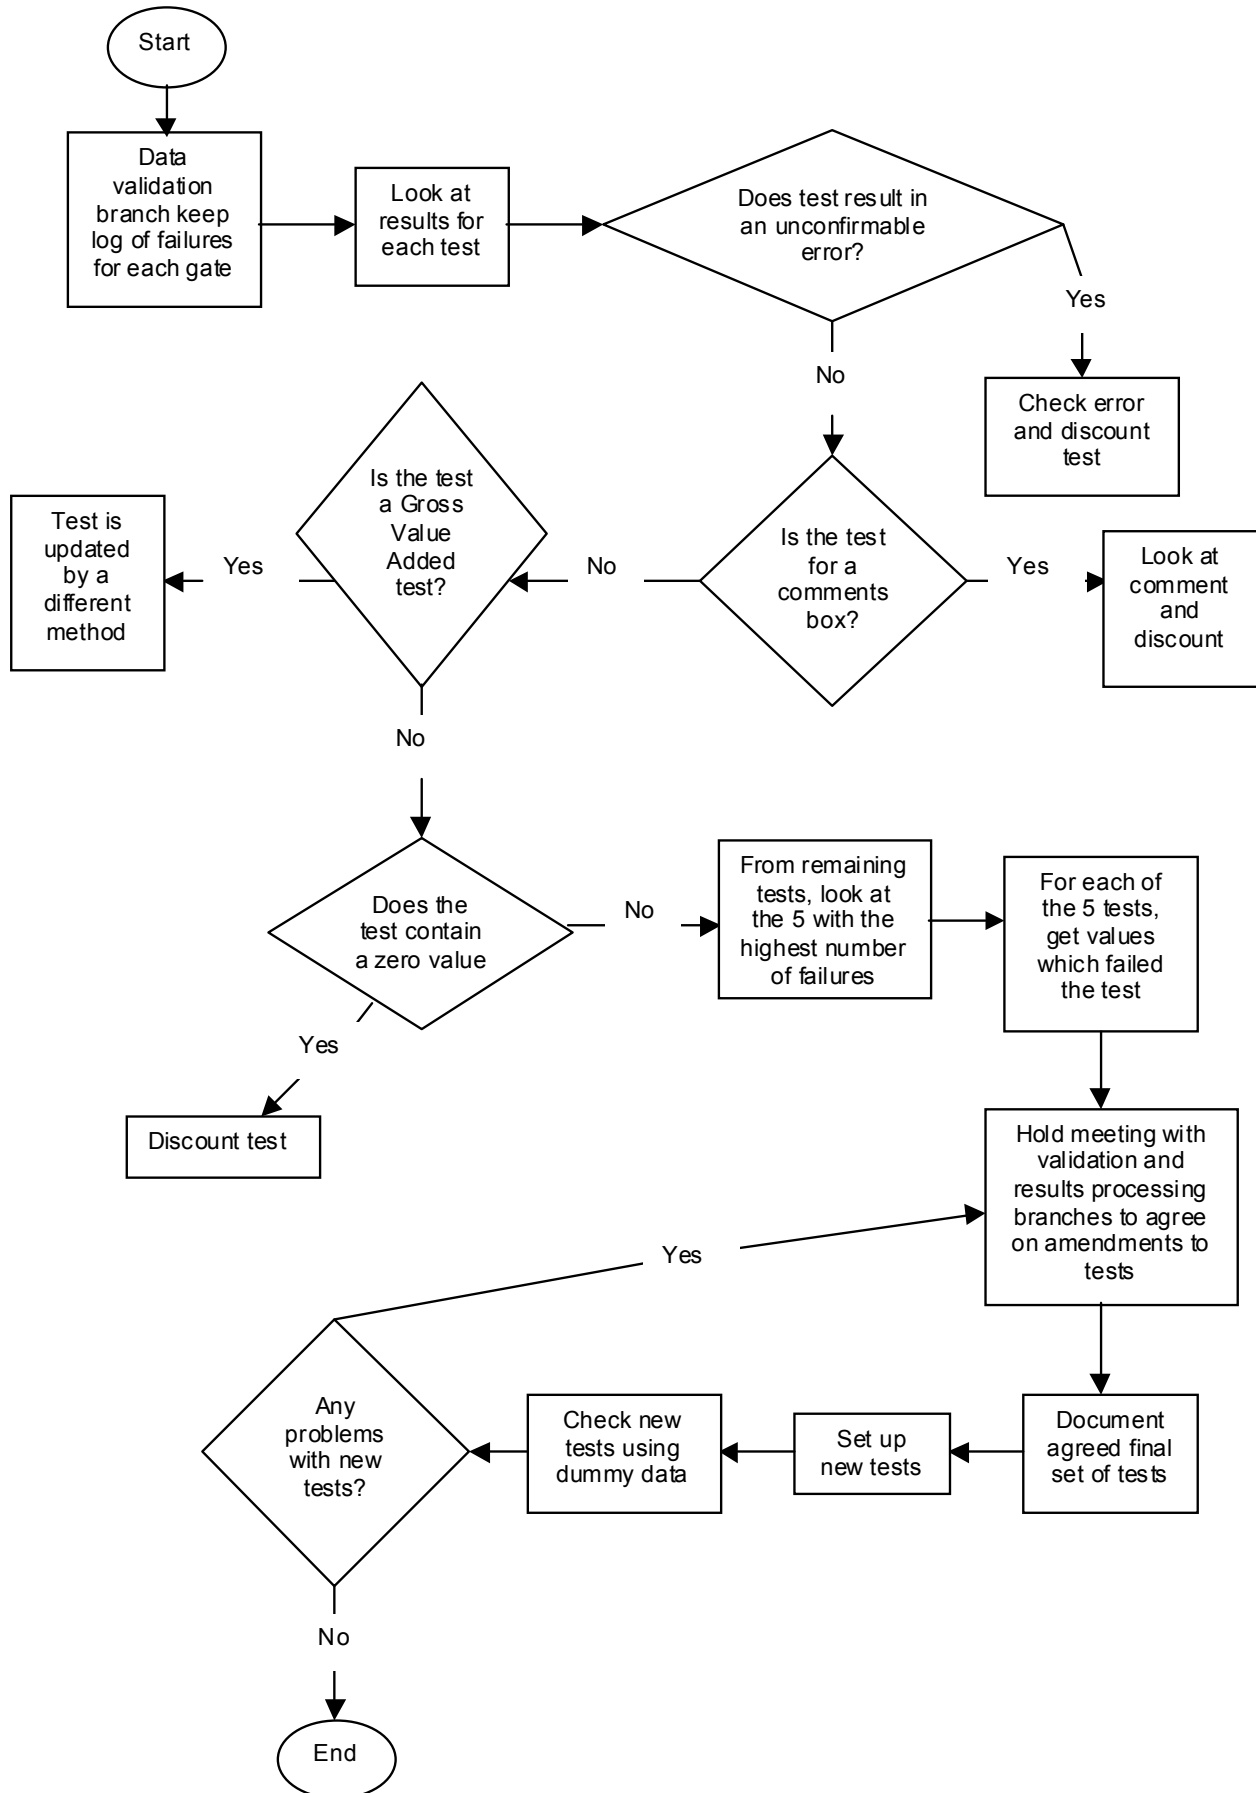 Start
Data
validation
branch keep
log of failures
for each gate
Look at
results for
each test
Does test result in
an unconfirmable
error?
Yes
No
Check error
and discount
test
Is the test
for a
comments
box?
Yes
Look at
comment
and
discount
No
Is the test
a Gross
Value
Added
test?
Yes
Test is
updated
by a
different
method
No
Does the
test contain
a zero value
Yes
Discount test
No
From remaining
tests, look at
the 5 with the
highest number
of failures
For each of
the 5 tests,
get values
which failed
the test
Hold meeting with
validation and
results processing
branches to agree
on amendments to
tests
Document
agreed final
set of tests
Set up
new tests
Check new
tests using
dummy data
Any
problems
with new
tests?
Yes
No
End